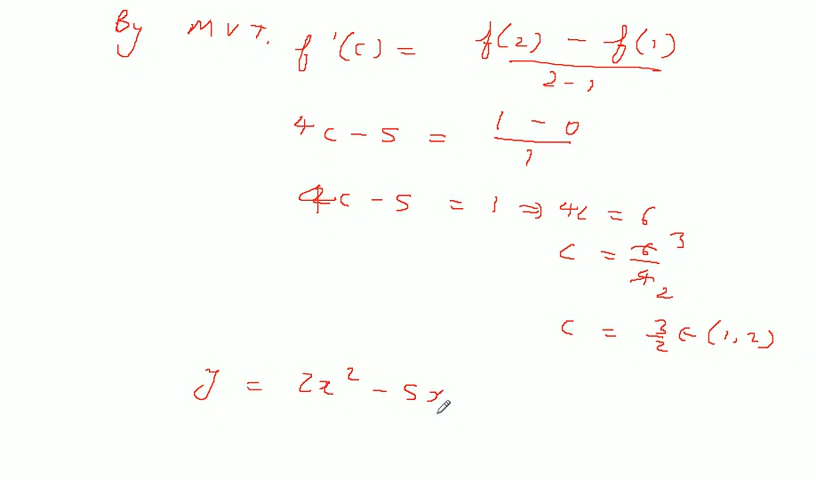 By MVT. f'(c) = f(2) - f(1) / 2-1
4c - 5 = 1 - 0 / 1
4c - 5 = 1 ⇒ 4c = 6
c = 6/4 3 2
c = 3/2 ∈ (1, 2)
y = 2x² - 5x